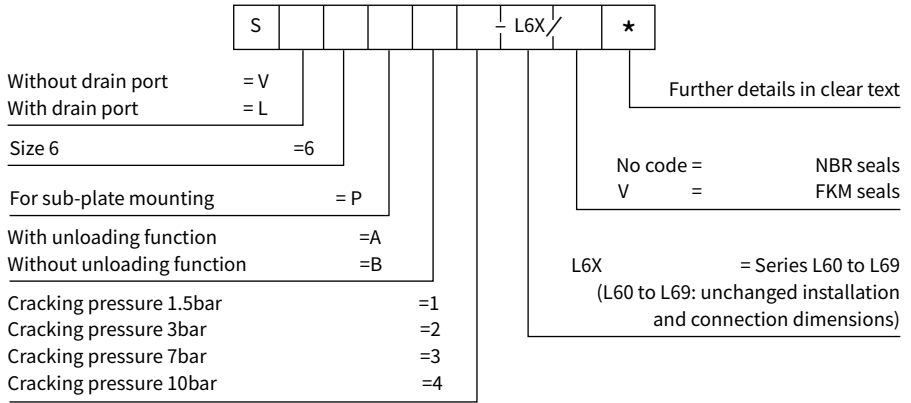 S – L6X/ *
Without drain port = V
With drain port = L
Size 6 =6
For sub-plate mounting = P
With unloading function =A
Without unloading function =B
Cracking pressure 1.5bar =1
Cracking pressure 3bar =2
Cracking pressure 7bar =3
Cracking pressure 10bar =4
Further details in clear text
No code = NBR seals
V = FKM seals
L6X = Series L60 to L69
(L60 to L69: unchanged installation
and connection dimensions)